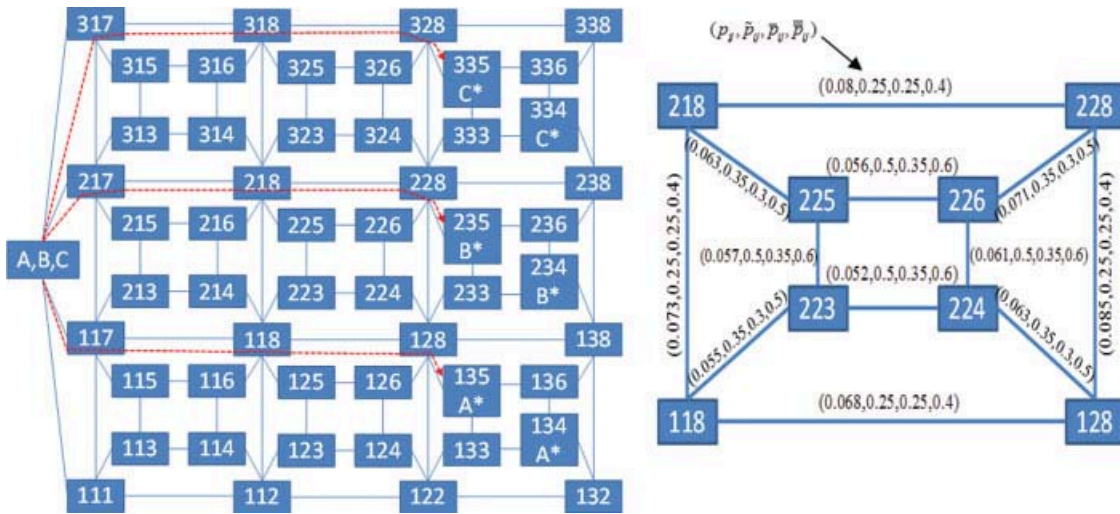 317 318 328 338
315 316 325 326 335 C* 336
334 C*
313 314 323 324 333
217 218 228 238
215 216 225 226 235 B* 236
A,B,C
234 B*
213 214 223 224 233
117 118 128 138
115 116 125 126 135 A* 136
134 A*
113 114 123 124 133
111 112 122 132
(0.08,0.25,0.25,0.4)
218 228
(0.063,0.35,0.3,0.5)
(0.056,0.5,0.35,0.6)
(0.071,0.35,0.3,0.5)
225 226
(0.073,0.25,0.25,0.4)
(0.057,0.5,0.35,0.6)
(0.061,0.5,0.35,0.6)
(0.085,0.25,0.25,0.4)
(0.052,0.5,0.35,0.6)
223 224
(0.055,0.35,0.3,0.5)
(0.063,0.35,0.3,0.5)
(0.068,0.25,0.25,0.4)
118 128